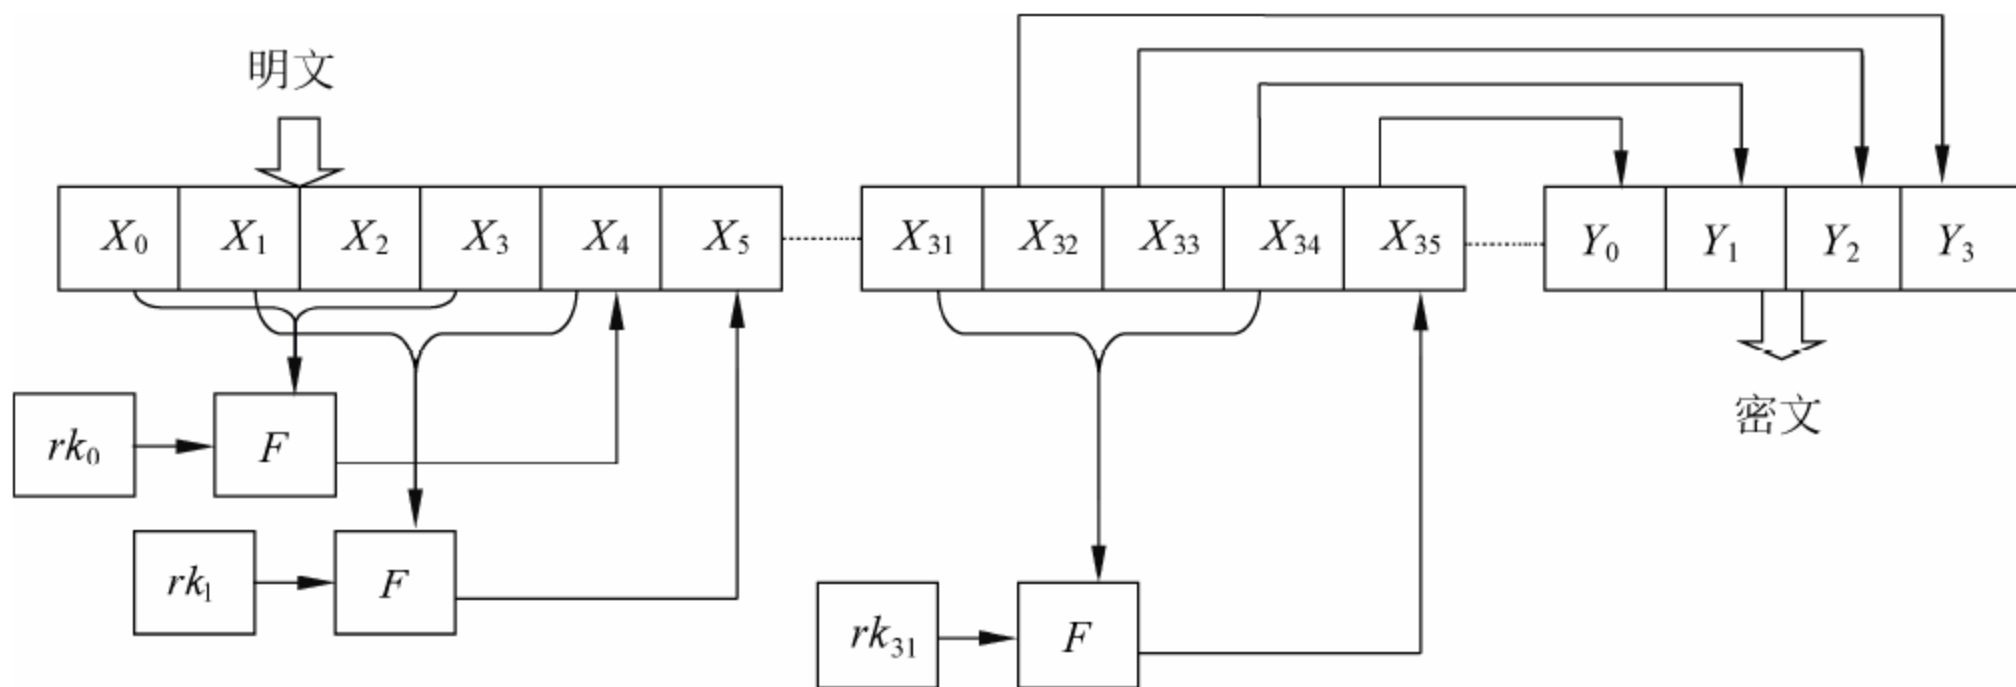 明文
X₀ X₁ X₂ X₃ X₄ X₅ X₃₁ X₃₂ X₃₃ X₃₄ X₃₅ Y₀ Y₁ Y₂ Y₃
密文
rk₀ F
rk₁ F
rk₃₁ F